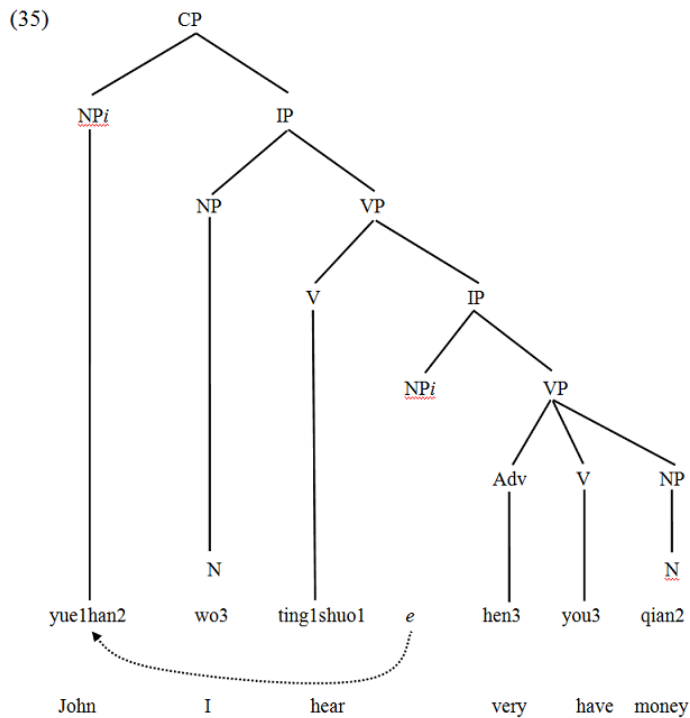 (35)
CP
NPi IP
NP VP
V IP
NPi VP
Adv V NP
N N
yue1han2 wo3 ting1shuo1 e hen3 you3 qian2
John I hear very have money